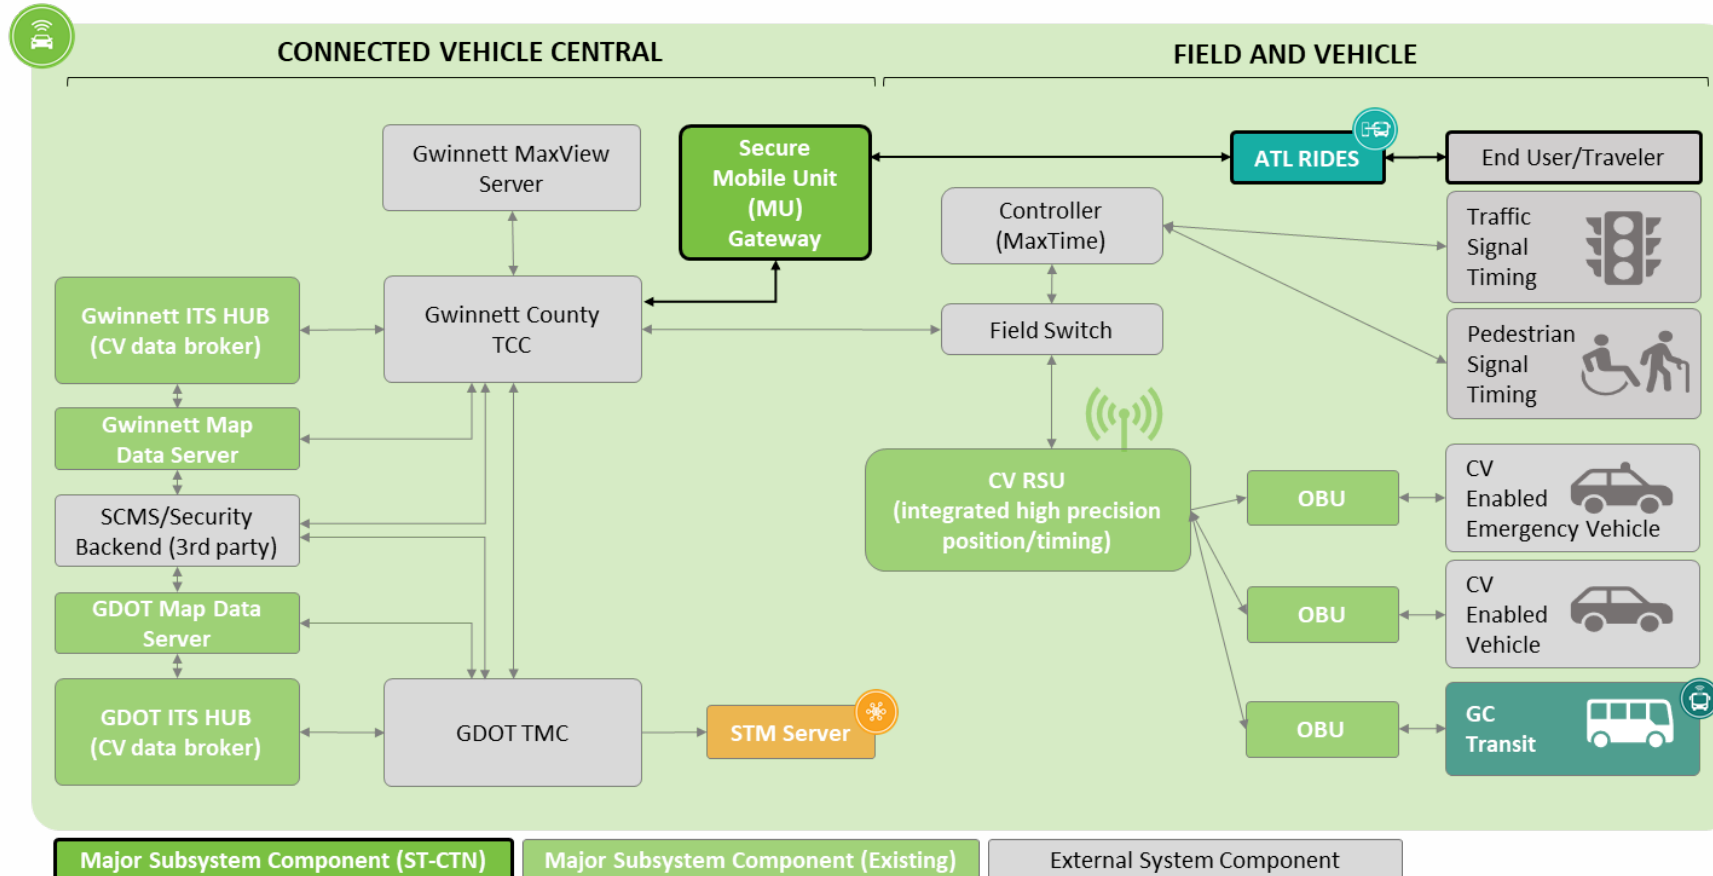 CONNECTED VEHICLE CENTRAL
FIELD AND VEHICLE
Gwinnett MaxView
Server
Secure
Mobile Unit
(MU)
Gateway
ATL RIDES
End User/Traveler
Controller
(MaxTime)
Traffic
Signal
Timing
Gwinnett ITS HUB
(CV data broker)
Gwinnett County
TCC
Field Switch
Pedestrian
Signal
Timing
Gwinnett Map
Data Server
SCMS/Security
Backend (3rd party)
CV RSU
(integrated high precision
position/timing)
OBU
CV
Enabled
Emergency Vehicle
GDOT Map Data
Server
OBU
CV
Enabled
Vehicle
GDOT ITS HUB
(CV data broker)
GDOT TMC
STM Server
OBU
GC
Transit
Major Subsystem Component (ST-CTN)
Major Subsystem Component (Existing)
External System Component